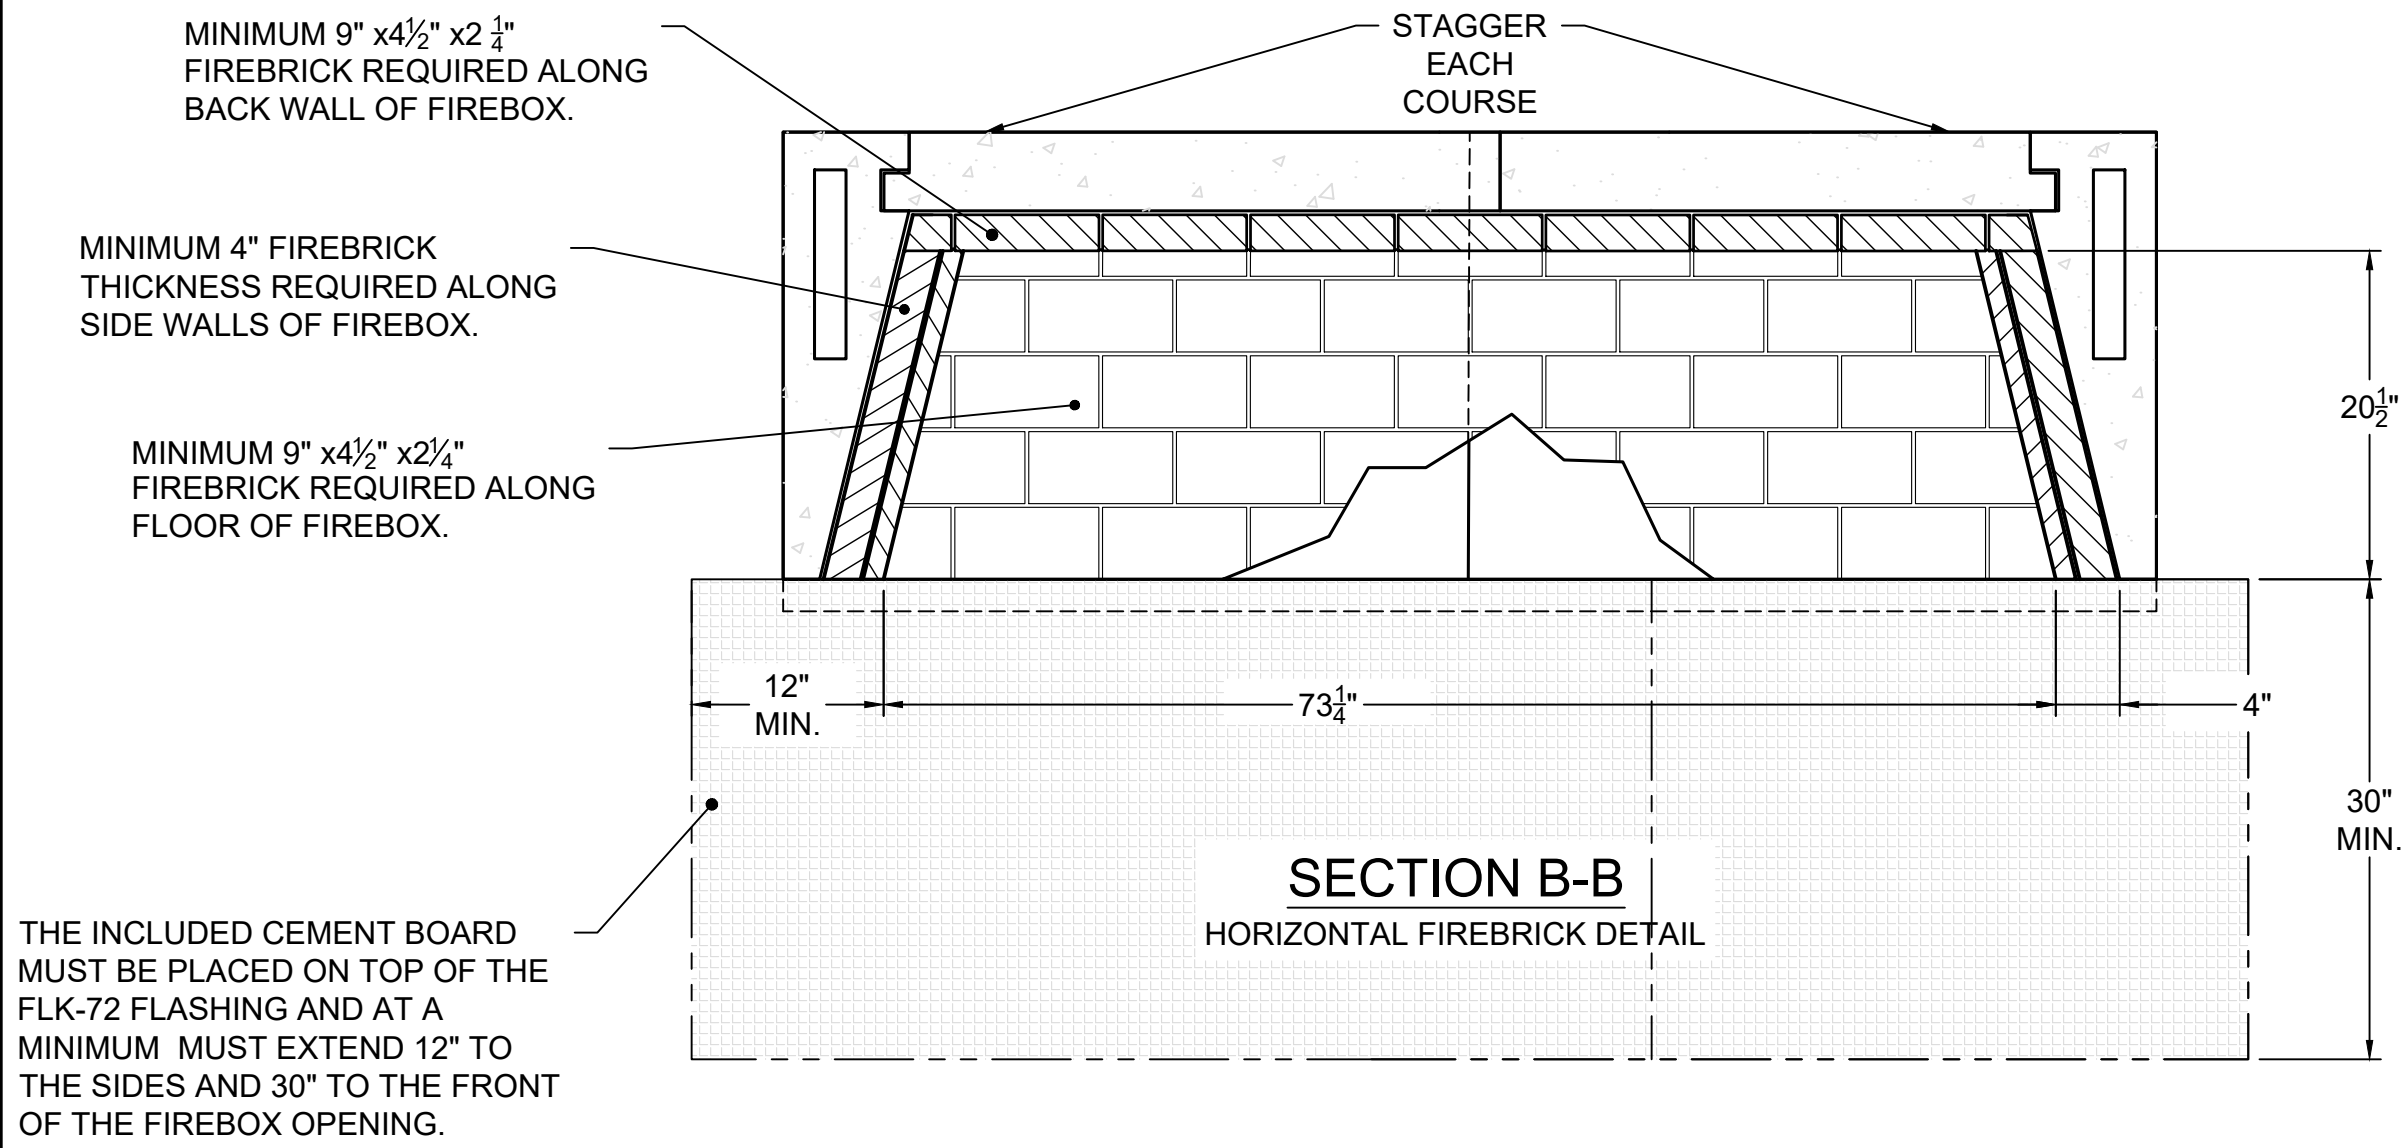 MINIMUM 9" x4½" x2 ¼"
FIREBRICK REQUIRED ALONG
BACK WALL OF FIREBOX.
STAGGER
EACH
COURSE
MINIMUM 4" FIREBRICK
THICKNESS REQUIRED ALONG
SIDE WALLS OF FIREBOX.
20½"
MINIMUM 9" x4½" x2¼"
FIREBRICK REQUIRED ALONG
FLOOR OF FIREBOX.
12"
MIN.
73¼"
4"
30"
MIN.
SECTION B-B
HORIZONTAL FIREBRICK DETAIL
THE INCLUDED CEMENT BOARD
MUST BE PLACED ON TOP OF THE
FLK-72 FLASHING AND AT A
MINIMUM  MUST EXTEND 12" TO
THE SIDES AND 30" TO THE FRONT
OF THE FIREBOX OPENING.